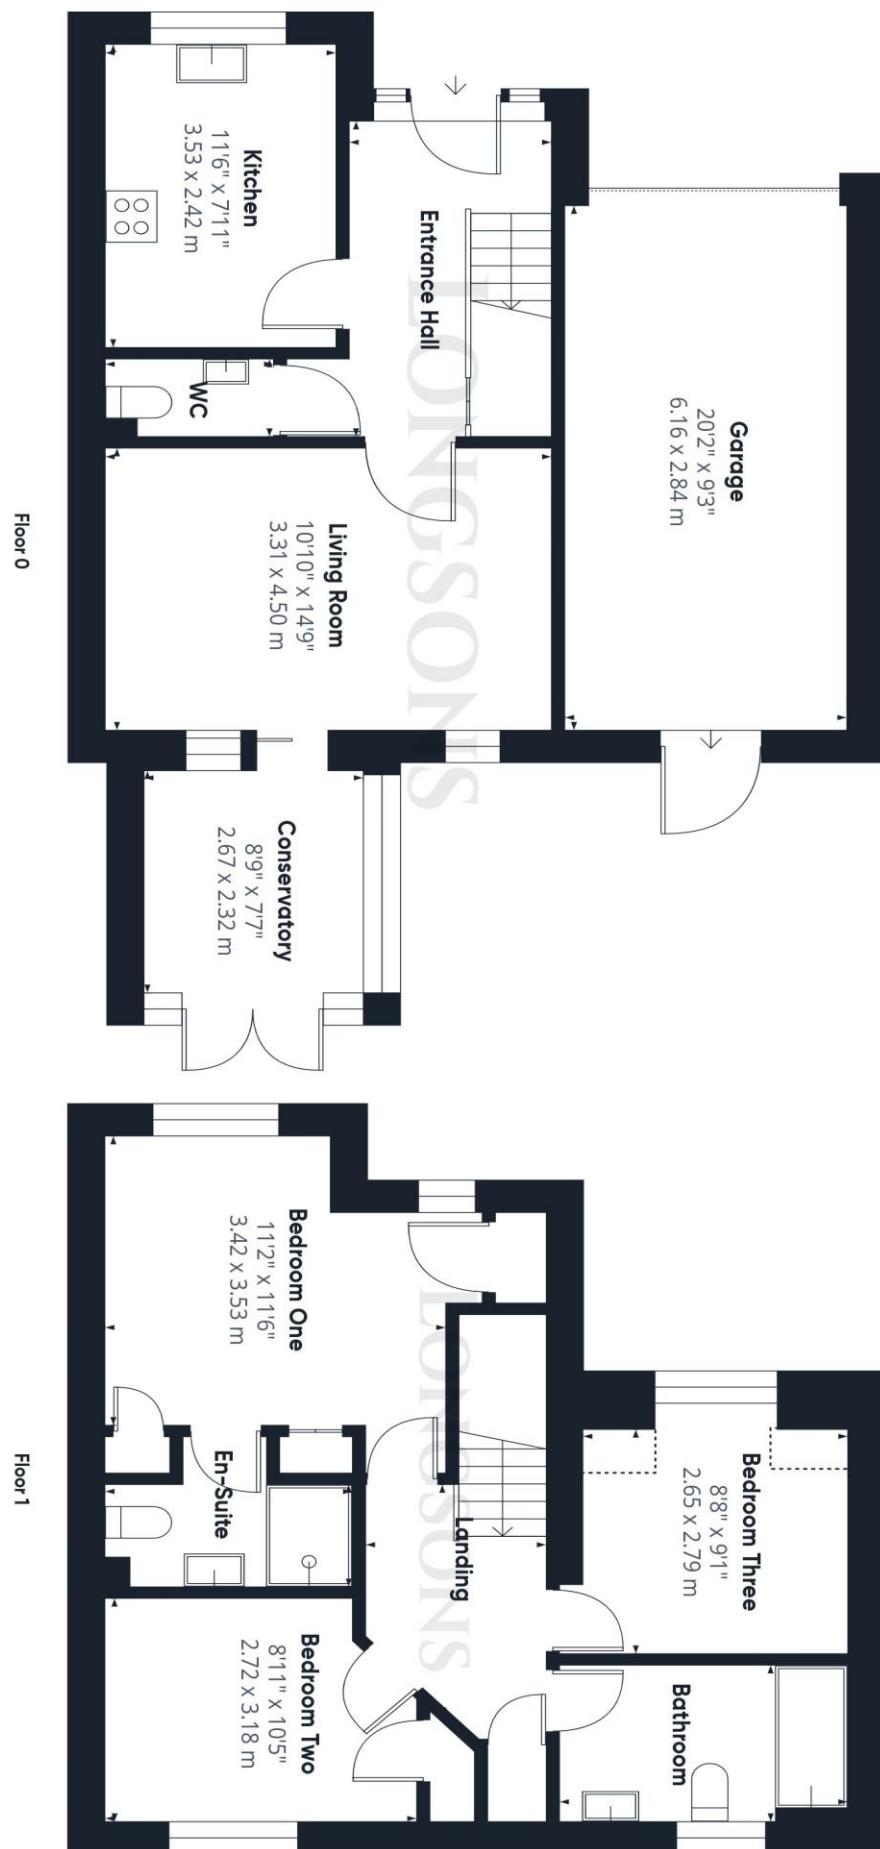 Garage
20'2" x 9'3"
6.16 x 2.84 m
Entrance Hall
Kitchen
11'6" x 7'11"
3.53 x 2.42 m
WC
Living Room
10'10" x 14'9"
3.31 x 4.50 m
Conservatory
8'9" x 7'7"
2.67 x 2.32 m
LONGSONS
Floor 0
Bedroom Three
8'8" x 9'1"
2.65 x 2.79 m
Bathroom
Landing
Bedroom One
11'2" x 11'6"
3.42 x 3.53 m
En-Suite
Bedroom Two
8'11" x 10'5"
2.72 x 3.18 m
LONGSONS
Floor 1